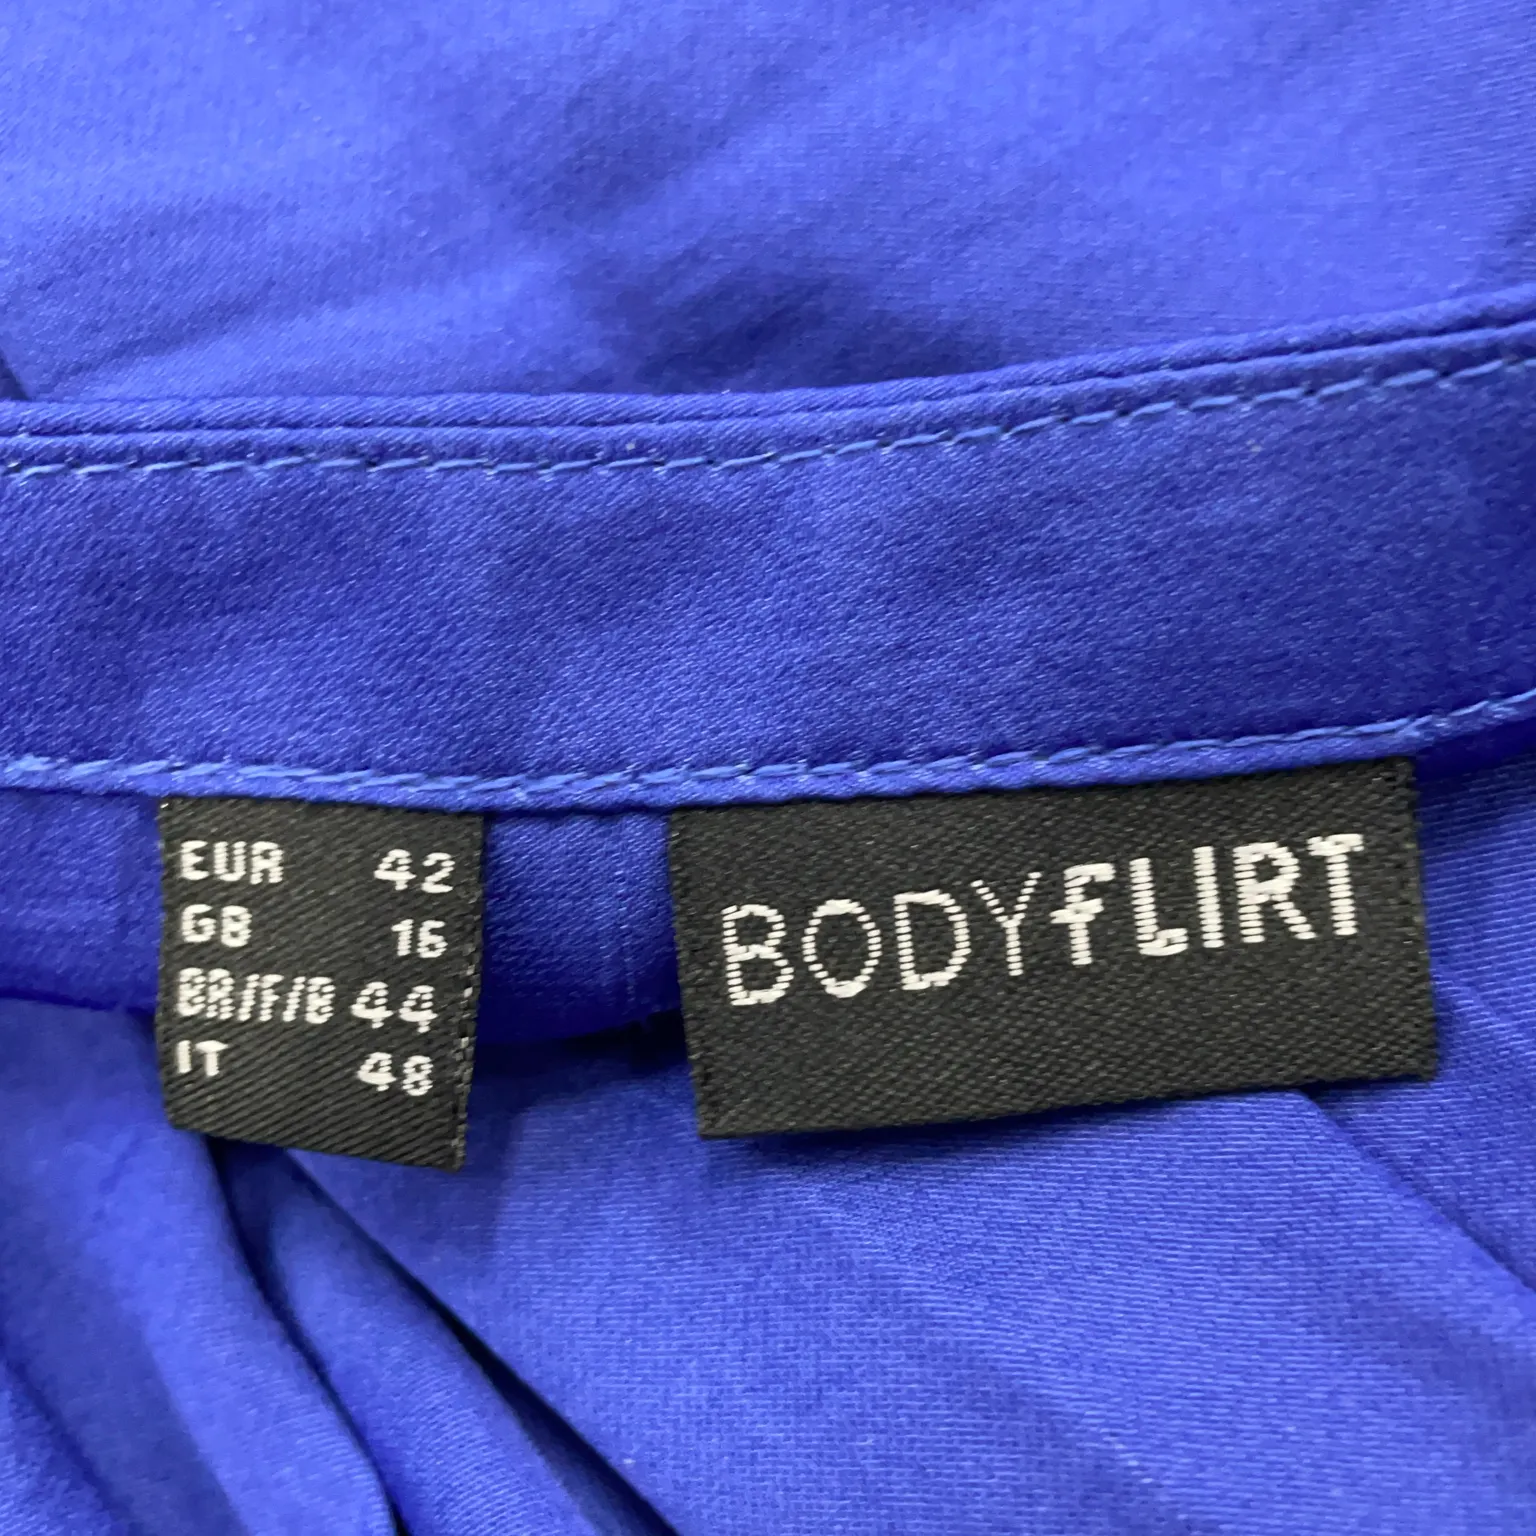 EUR 42
GB 16
BR/F/B 44
IT 48
BODYfLIRT